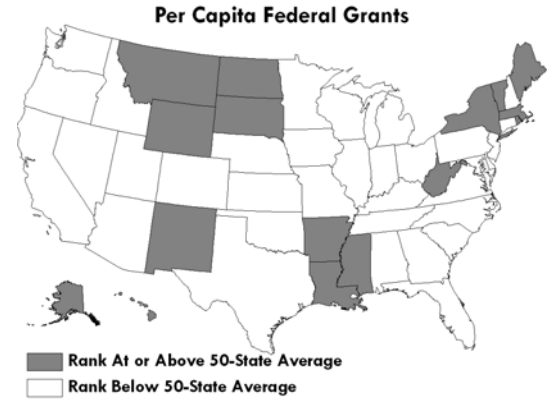 Per Capita Federal Grants
Rank At or Above 50-State Average
Rank Below 50-State Average